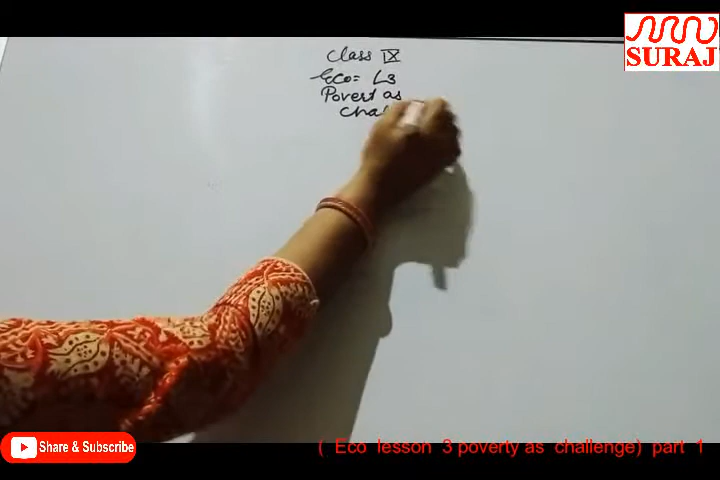 Class IX
Eco= L3
Povert as
Chal
SURAJ
Share & Subscribe
( Eco lesson 3 poverty as challenge) part 1